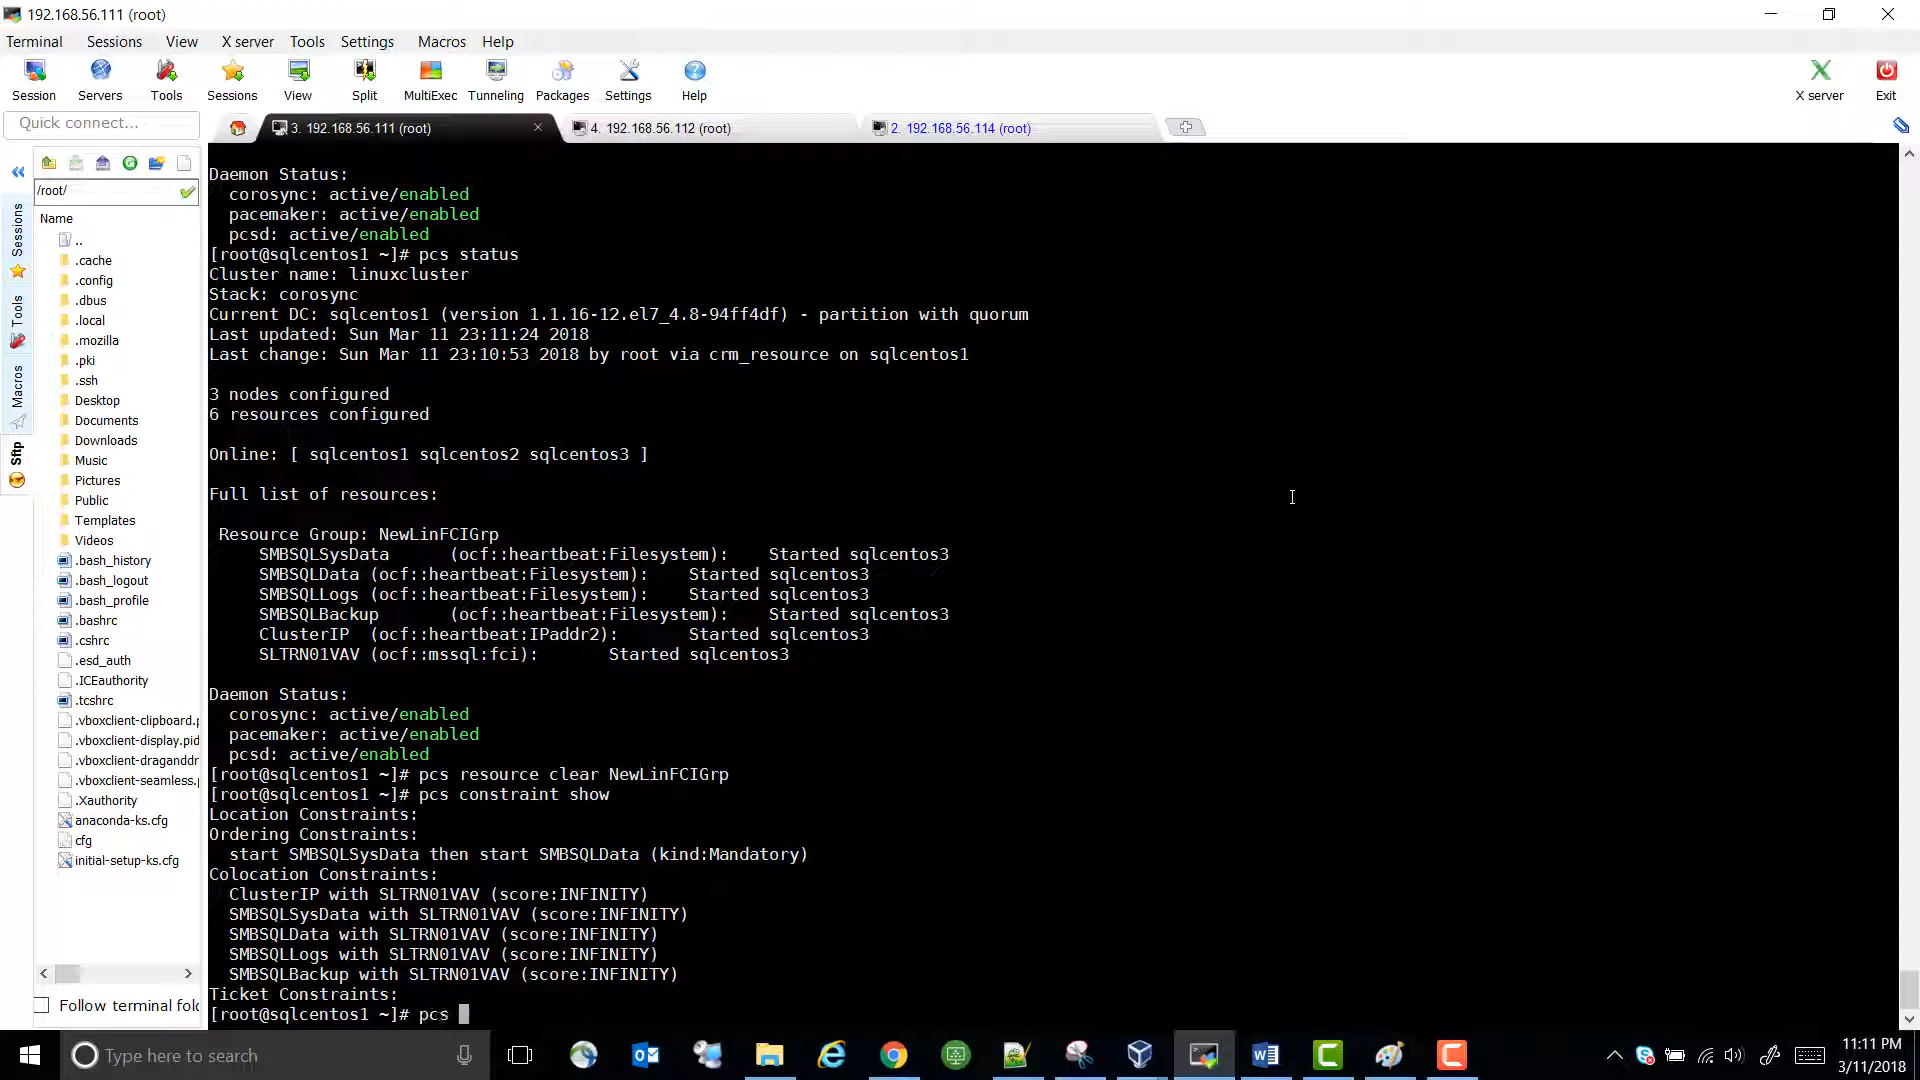 192.168.56.111 (root)
Terminal Sessions View X server Tools Settings Macros Help
Session Servers Tools Sessions View Split MultiExec Tunneling Packages Settings Help X server Exit
Quick connect...
3. 192.168.56.111 (root)
4. 192.168.56.112 (root)
2. 192.168.56.114 (root)
Sessions
Tools
Macros
Sftp
/root/
Name
..
.cache
.config
.dbus
.local
.mozilla
.pki
.ssh
Desktop
Documents
Downloads
Music
Pictures
Public
Templates
Videos
.bash_history
.bash_logout
.bash_profile
.bashrc
.cshrc
.esd_auth
.ICEauthority
.tcshrc
.vboxclient-clipboard.p
.vboxclient-display.pid
.vboxclient-draganddr
.vboxclient-seamless.p
.Xauthority
anaconda-ks.cfg
cfg
initial-setup-ks.cfg
Follow terminal fold
Daemon Status:
corosync: active/enabled
pacemaker: active/enabled
pcsd: active/enabled
[root@sqlcentos1 ~]# pcs status
Cluster name: linuxcluster
Stack: corosync
Current DC: sqlcentos1 (version 1.1.16-12.el7_4.8-94ff4df) - partition with quorum
Last updated: Sun Mar 11 23:11:24 2018
Last change: Sun Mar 11 23:10:53 2018 by root via crm_resource on sqlcentos1
3 nodes configured
6 resources configured
Online: [ sqlcentos1 sqlcentos2 sqlcentos3 ]
Full list of resources:
Resource Group: NewLinFCIGrp
SMBSQLSysData (ocf::heartbeat:Filesystem): Started sqlcentos3
SMBSQLData (ocf::heartbeat:Filesystem): Started sqlcentos3
SMBSQLLogs (ocf::heartbeat:Filesystem): Started sqlcentos3
SMBSQLBackup (ocf::heartbeat:Filesystem): Started sqlcentos3
ClusterIP (ocf::heartbeat:IPaddr2): Started sqlcentos3
SLTRN01VAV (ocf::mssql:fci): Started sqlcentos3
Daemon Status:
corosync: active/enabled
pacemaker: active/enabled
pcsd: active/enabled
[root@sqlcentos1 ~]# pcs resource clear NewLinFCIGrp
[root@sqlcentos1 ~]# pcs constraint show
Location Constraints:
Ordering Constraints:
start SMBSQLSysData then start SMBSQLData (kind:Mandatory)
Colocation Constraints:
ClusterIP with SLTRN01VAV (score:INFINITY)
SMBSQLSysData with SLTRN01VAV (score:INFINITY)
SMBSQLData with SLTRN01VAV (score:INFINITY)
SMBSQLLogs with SLTRN01VAV (score:INFINITY)
SMBSQLBackup with SLTRN01VAV (score:INFINITY)
Ticket Constraints:
[root@sqlcentos1 ~]# pcs
Type here to search
11:11 PM
3/11/2018